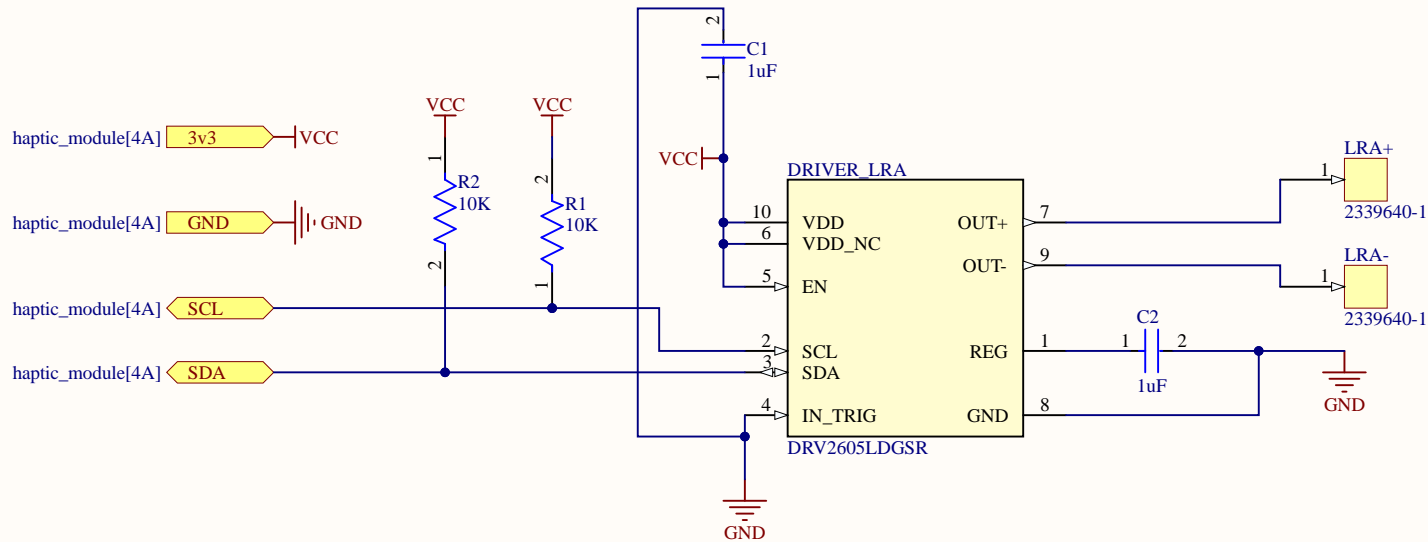 2
C1
1uF
1
VCC
VCC
haptic_module[4A] 3v3 VCC
1
R2
10K
2
2
R1
10K
1
haptic_module[4A] GND GND
haptic_module[4A] SCL
haptic_module[4A] SDA
VCC
DRIVER_LRA
10 VDD
6 VDD_NC
5 EN
2 SCL
3 SDA
4 IN_TRIG
OUT+ 7
OUT- 9
REG 1
GND 8
DRV2605LDGSR
GND
LRA+
1
2339640-1
LRA-
1
2339640-1
C2
1 2
1uF
GND